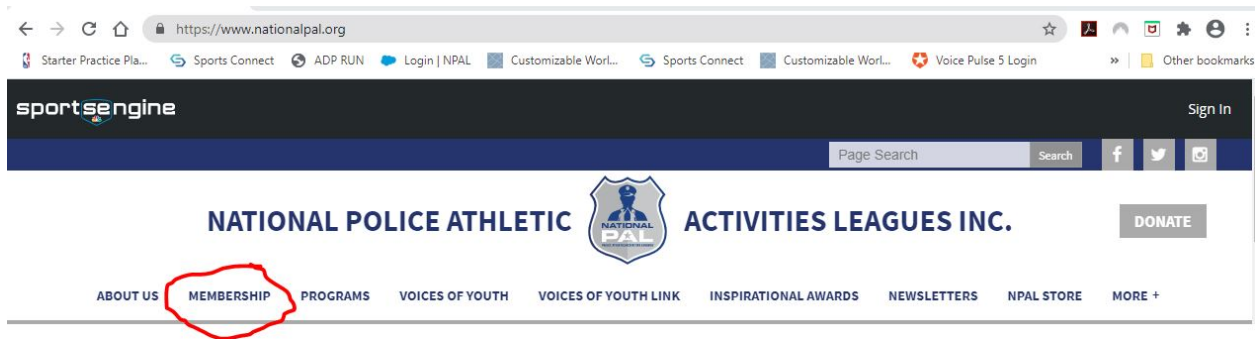 https://www.nationalpal.org
Starter Practice Pla... Sports Connect ADP RUN Login | NPAL Customizable Worl... Sports Connect Customizable Worl... Voice Pulse 5 Login » Other bookmarks
sportsengine
Sign In
Page Search Search
NATIONAL POLICE ATHLETIC NATIONAL PAL ACTIVITIES LEAGUES INC. DONATE
ABOUT US MEMBERSHIP PROGRAMS VOICES OF YOUTH VOICES OF YOUTH LINK INSPIRATIONAL AWARDS NEWSLETTERS NPAL STORE MORE +